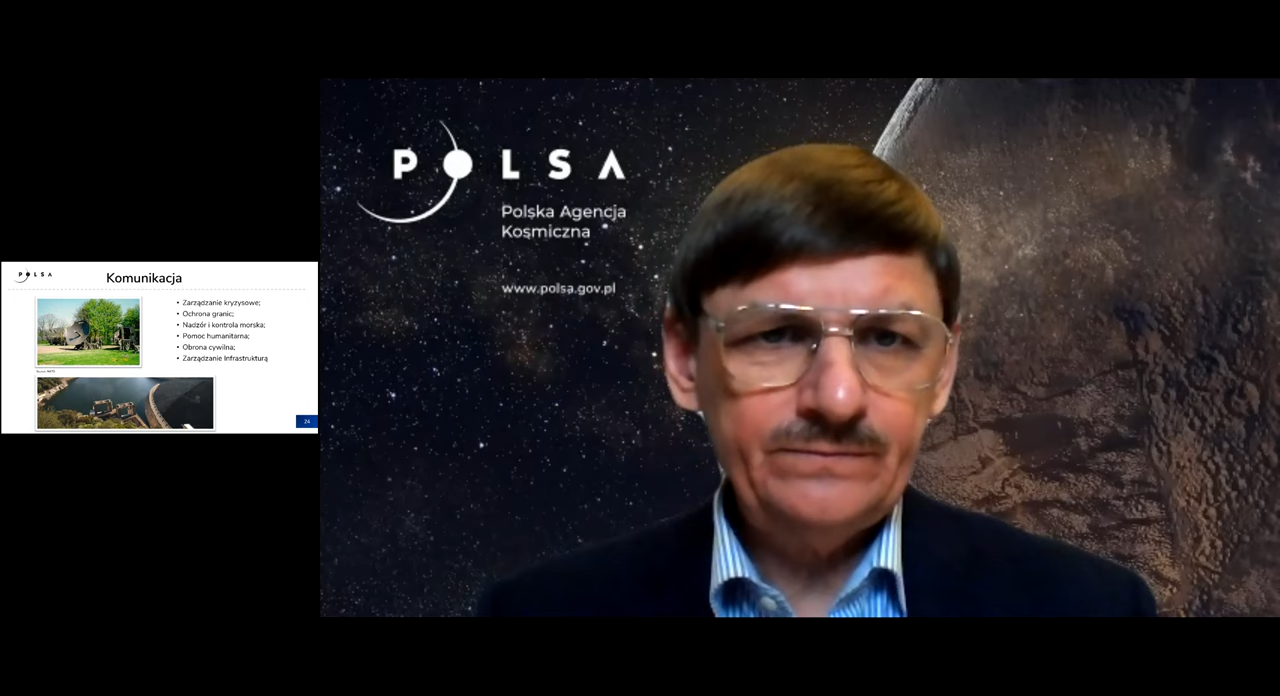 POLSA
Komunikacja
• Zarządzanie kryzysowe;
• Ochrona granic;
• Nadzór i kontrola morska;
• Pomoc humanitarna;
• Obrona cywilna;
• Zarządzanie Infrastrukturą
24
POLSA
Polska Agencja
Kosmiczna
www.polsa.gov.pl